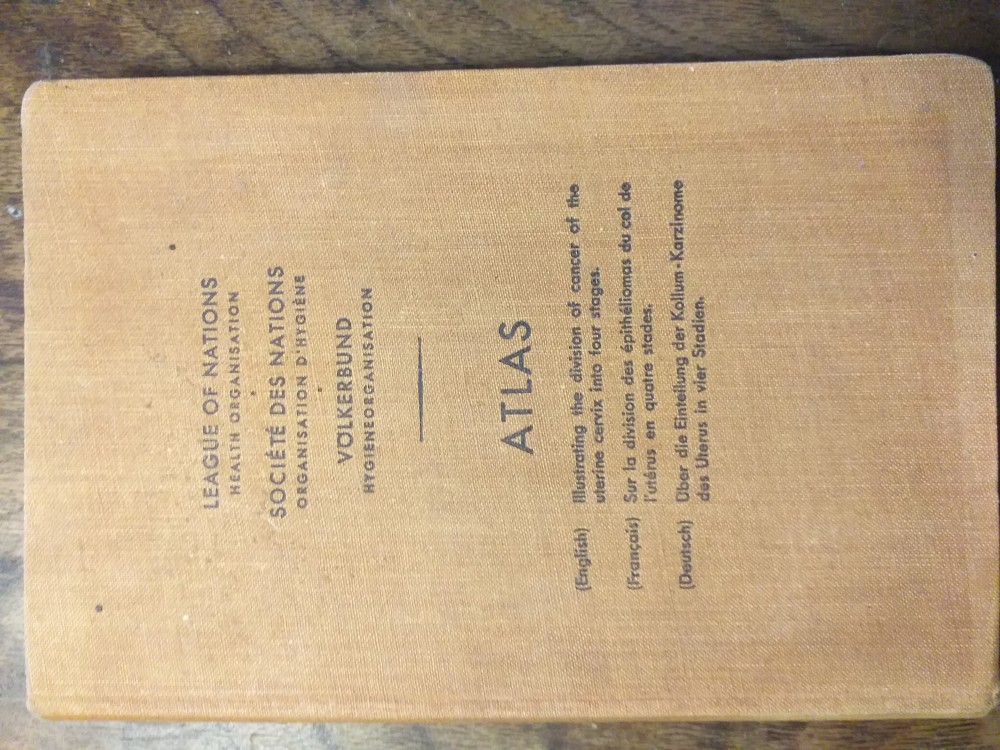 LEAGUE OF NATIONS
HEALTH ORGANISATION
SOCIÉTÉ DES NATIONS
ORGANISATION D'HYGIÈNE
VÖLKERBUND
HYGIENEORGANISATION
ATLAS
(English) Illustrating the division of cancer of the
uterine cervix into four stages.
(Français) Sur la division des épithéliomas du col de
l'utérus en quatre stades.
(Deutsch) Über die Einteilung der Kollum-Karzinome
des Uterus in vier Stadien.